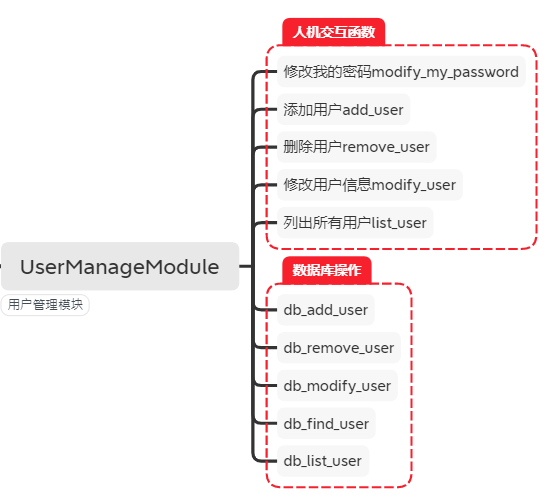 人机交互函数
修改我的密码modify_my_password
添加用户add_user
删除用户remove_user
修改用户信息modify_user
列出所有用户list_user
UserManageModule
用户管理模块
数据库操作
db_add_user
db_remove_user
db_modify_user
db_find_user
db_list_user